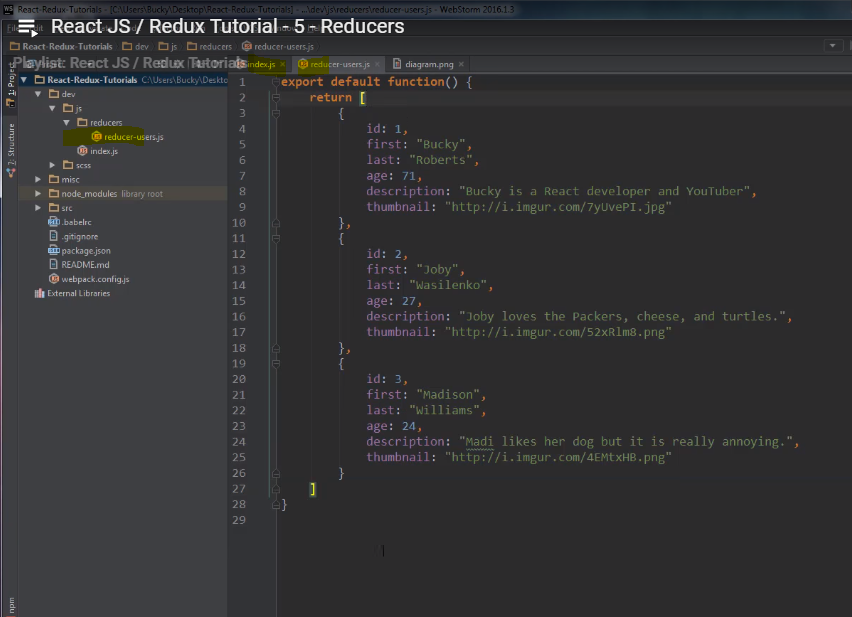 React-Redux-Tutorials - [C:\Users\Bucky\Desktop\React-Redux-Tutorials] - ...\dev\js\reducers\reducer-users.js - WebStorm 2016.1.3
React JS / Redux Tutorial - 5 - Reducers
React-Redux-Tutorials dev js reducers reducer-users.js
Playlist: React JS / Redux Tutorials
index.js reducer-users.js diagram.png
1: Project
React-Redux-Tutorials C:\Users\Bucky\Deskto
dev
js
reducers
reducer-users.js
index.js
scss
misc
node_modules library root
src
.babelrc
.gitignore
package.json
README.md
webpack.config.js
External Libraries
Structure
npm
1 export default function() {
2 return [
3 {
4 id: 1,
5 first: "Bucky",
6 last: "Roberts",
7 age: 71,
8 description: "Bucky is a React developer and YouTuber",
9 thumbnail: "http://i.imgur.com/7yUvePI.jpg"
10 },
11 {
12 id: 2,
13 first: "Joby",
14 last: "Wasilenko",
15 age: 27,
16 description: "Joby loves the Packers, cheese, and turtles.",
17 thumbnail: "http://i.imgur.com/52xRlm8.png"
18 },
19 {
20 id: 3,
21 first: "Madison",
22 last: "Williams",
23 age: 24,
24 description: "Madi likes her dog but it is really annoying.",
25 thumbnail: "http://i.imgur.com/4EMtxHB.png"
26 }
27 ]
28 }
29